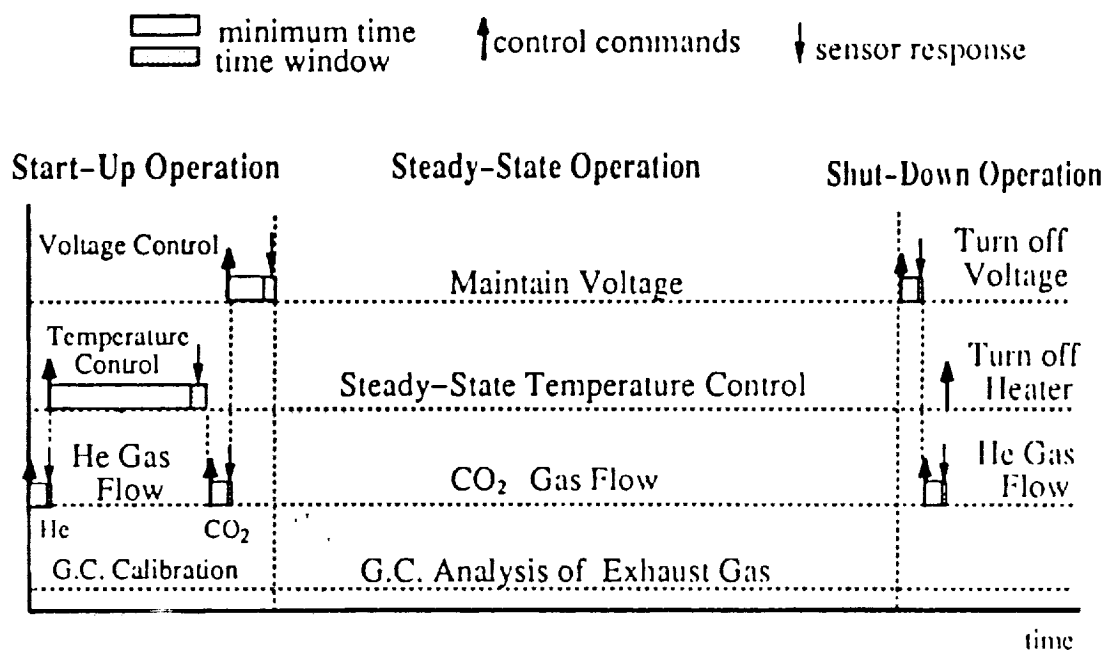 minimum time
time window
control commands
sensor response
Start-Up Operation
Steady-State Operation
Shut-Down Operation
Voltage Control
Maintain Voltage
Turn off
Voltage
Temperature
Control
Steady-State Temperature Control
Turn off
Heater
He Gas
Flow
CO₂ Gas Flow
He Gas
Flow
He
CO₂
G.C. Calibration
G.C. Analysis of Exhaust Gas
time